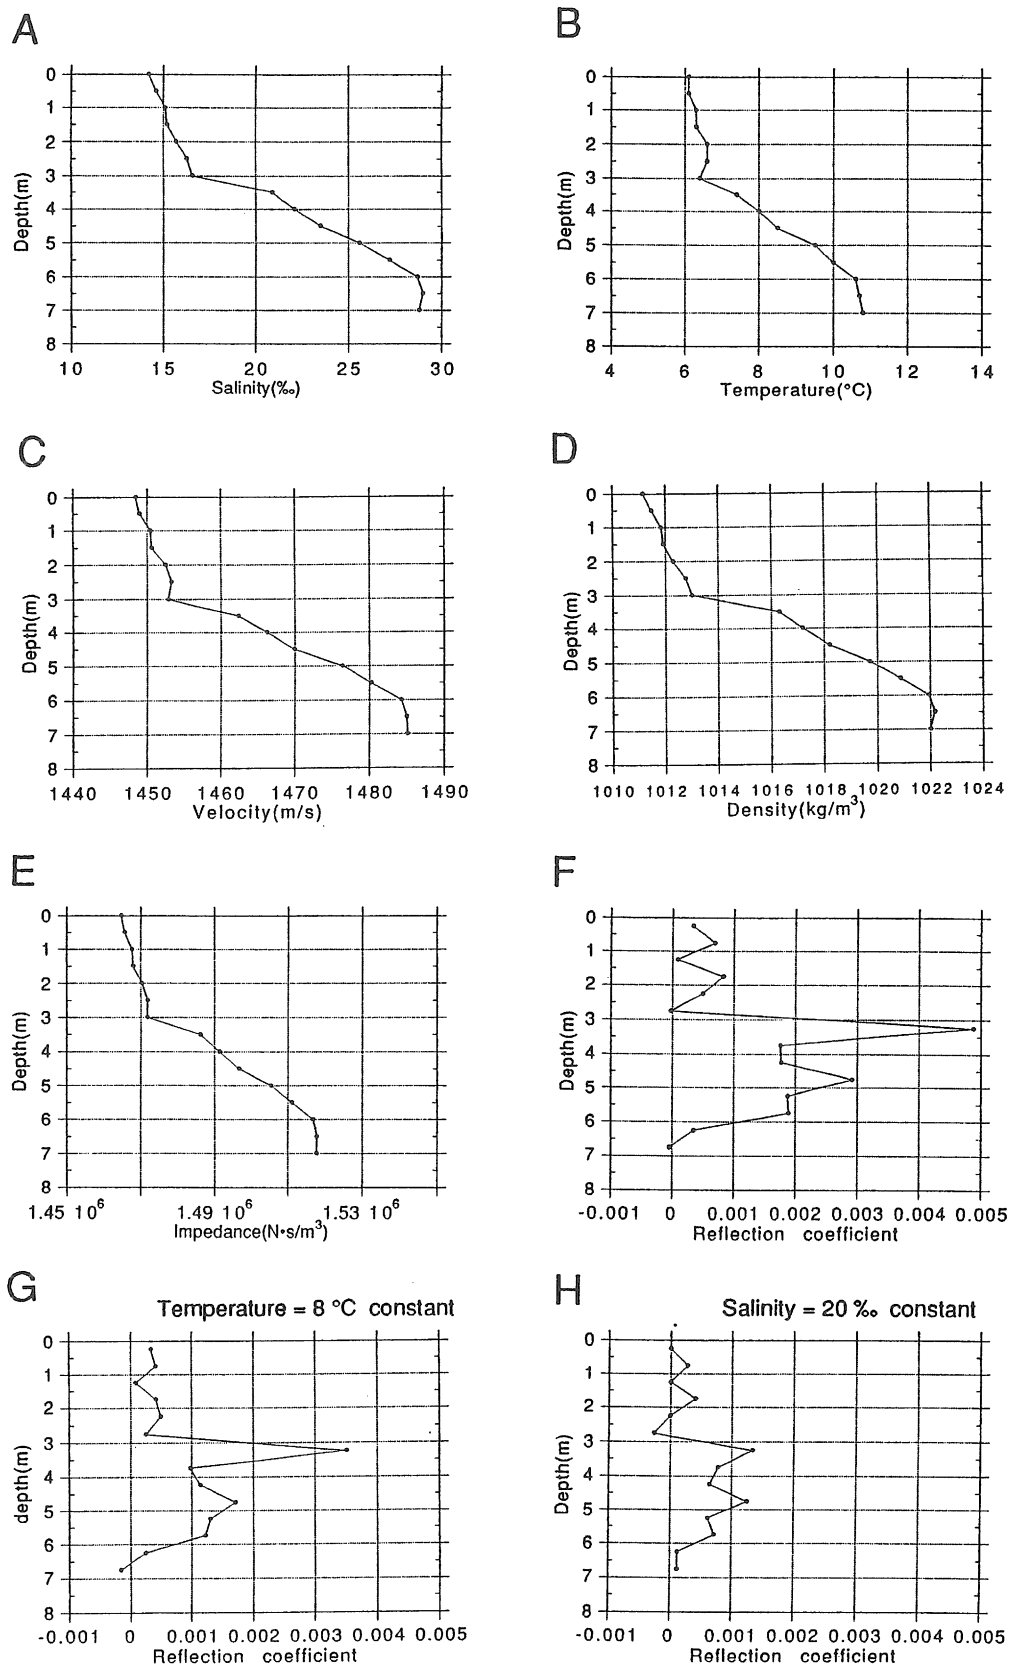 A
0
1
2
3
4
5
6
7
8
Depth(m)
10 15 20 25 30
Salinity(‰)
B
0
1
2
3
4
5
6
7
8
Depth(m)
4 6 8 10 12 14
Temperature(°C)
C
0
1
2
3
4
5
6
7
8
Depth(m)
1440 1450 1460 1470 1480 1490
Velocity(m/s)
D
0
1
2
3
4
5
6
7
8
Depth(m)
1010 1012 1014 1016 1018 1020 1022 1024
Density(kg/m³)
E
0
1
2
3
4
5
6
7
8
Depth(m)
1.45 10⁶ 1.49 10⁶ 1.53 10⁶
Impedance(N•s/m³)
F
0
1
2
3
4
5
6
7
8
Depth(m)
-0.001 0 0.001 0.002 0.003 0.004 0.005
Reflection coefficient
G
Temperature = 8 °C constant
0
1
2
3
4
5
6
7
8
depth(m)
-0.001 0 0.001 0.002 0.003 0.004 0.005
Reflection coefficient
H
Salinity = 20 ‰ constant
0
1
2
3
4
5
6
7
8
Depth(m)
-0.001 0 0.001 0.002 0.003 0.004 0.005
Reflection coefficient